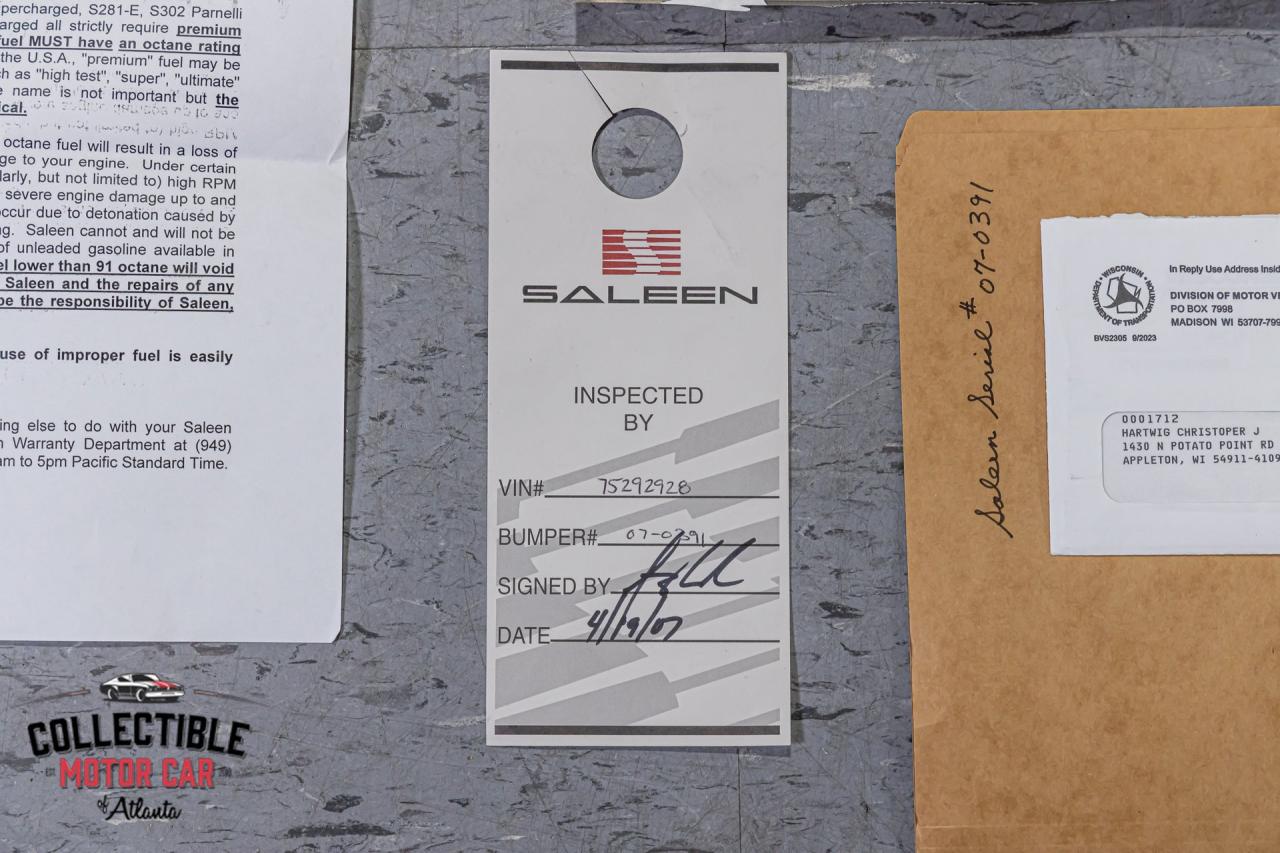 percharged, S281-E, S302 Parnelli
arged all strictly require premium
fuel MUST have an octane rating
the U.S.A., "premium" fuel may be
ch as "high test", "super", "ultimate"
e name is not important but the
ical.
octane fuel will result in a loss of
ge to your engine. Under certain
larly, but not limited to) high RPM
severe engine damage up to and
occur due to detonation caused by
ng. Saleen cannot and will not be
of unleaded gasoline available in
el lower than 91 octane will void
Saleen and the repairs of any
be the responsibility of Saleen,
use of improper fuel is easily
ing else to do with your Saleen
n Warranty Department at (949)
am to 5pm Pacific Standard Time.
SALEEN
INSPECTED
BY
VIN# 75292928
BUMPER# 07-0391
SIGNED BY
DATE 4/19/07
Saleen Serial # 07-0391
WISCONSIN
DEPARTMENT OF TRANSPORTATION
BVS2305 9/2023
In Reply Use Address Insid
DIVISION OF MOTOR VE
PO BOX 7998
MADISON WI 53707-799
0001712
HARTWIG CHRISTOPER J
1430 N POTATO POINT RD
APPLETON, WI 54911-4109
COLLECTIBLE
MOTOR CAR
of Atlanta